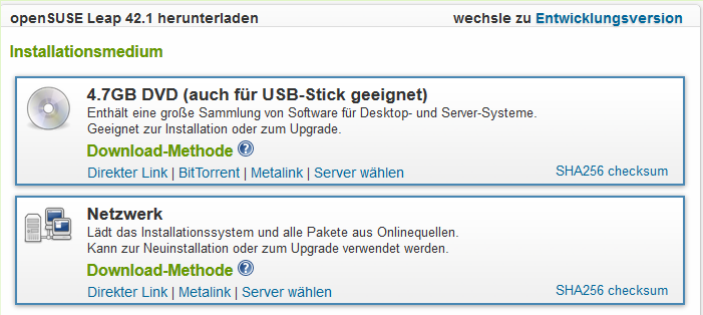 openSUSE Leap 42.1 herunterladen wechsle zu Entwicklungsversion
Installationsmedium
4.7GB DVD (auch für USB-Stick geeignet)
Enthält eine große Sammlung von Software für Desktop- und Server-Systeme.
Geeignet zur Installation oder zum Upgrade.
Download-Methode ?
Direkter Link | BitTorrent | Metalink | Server wählen SHA256 checksum
Netzwerk
Lädt das Installationssystem und alle Pakete aus Onlinequellen.
Kann zur Neuinstallation oder zum Upgrade verwendet werden.
Download-Methode ?
Direkter Link | Metalink | Server wählen SHA256 checksum